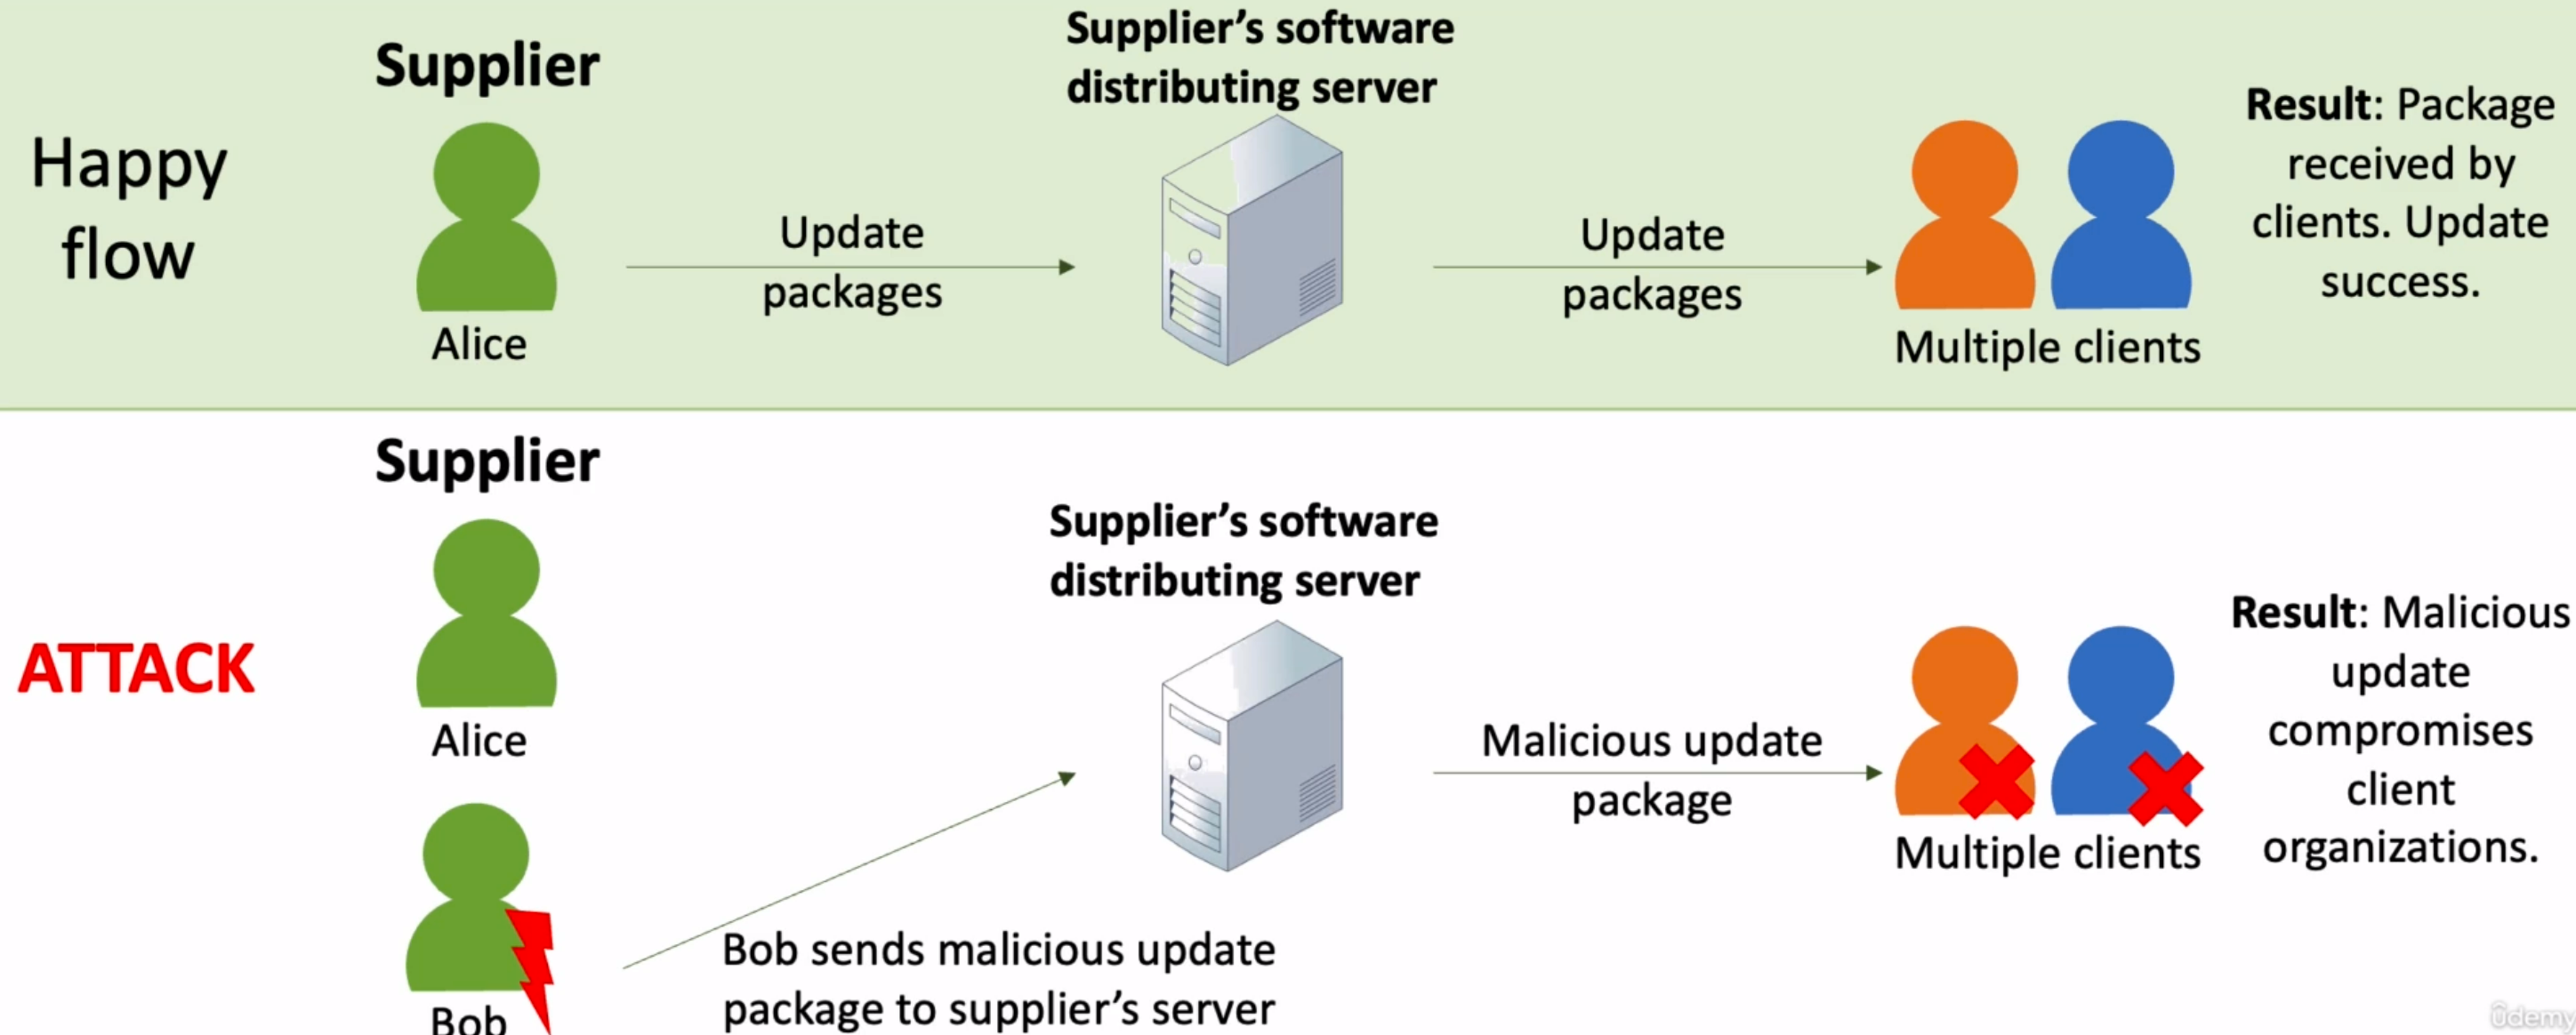 Happy
flow
Supplier
Alice
Update
packages
Supplier’s software
distributing server
Update
packages
Multiple clients
Result: Package
received by
clients. Update
success.
ATTACK
Supplier
Alice
Bob
Bob sends malicious update
package to supplier’s server
Supplier’s software
distributing server
Malicious update
package
Multiple clients
Result: Malicious
update
compromises
client
organizations.
ûdemy